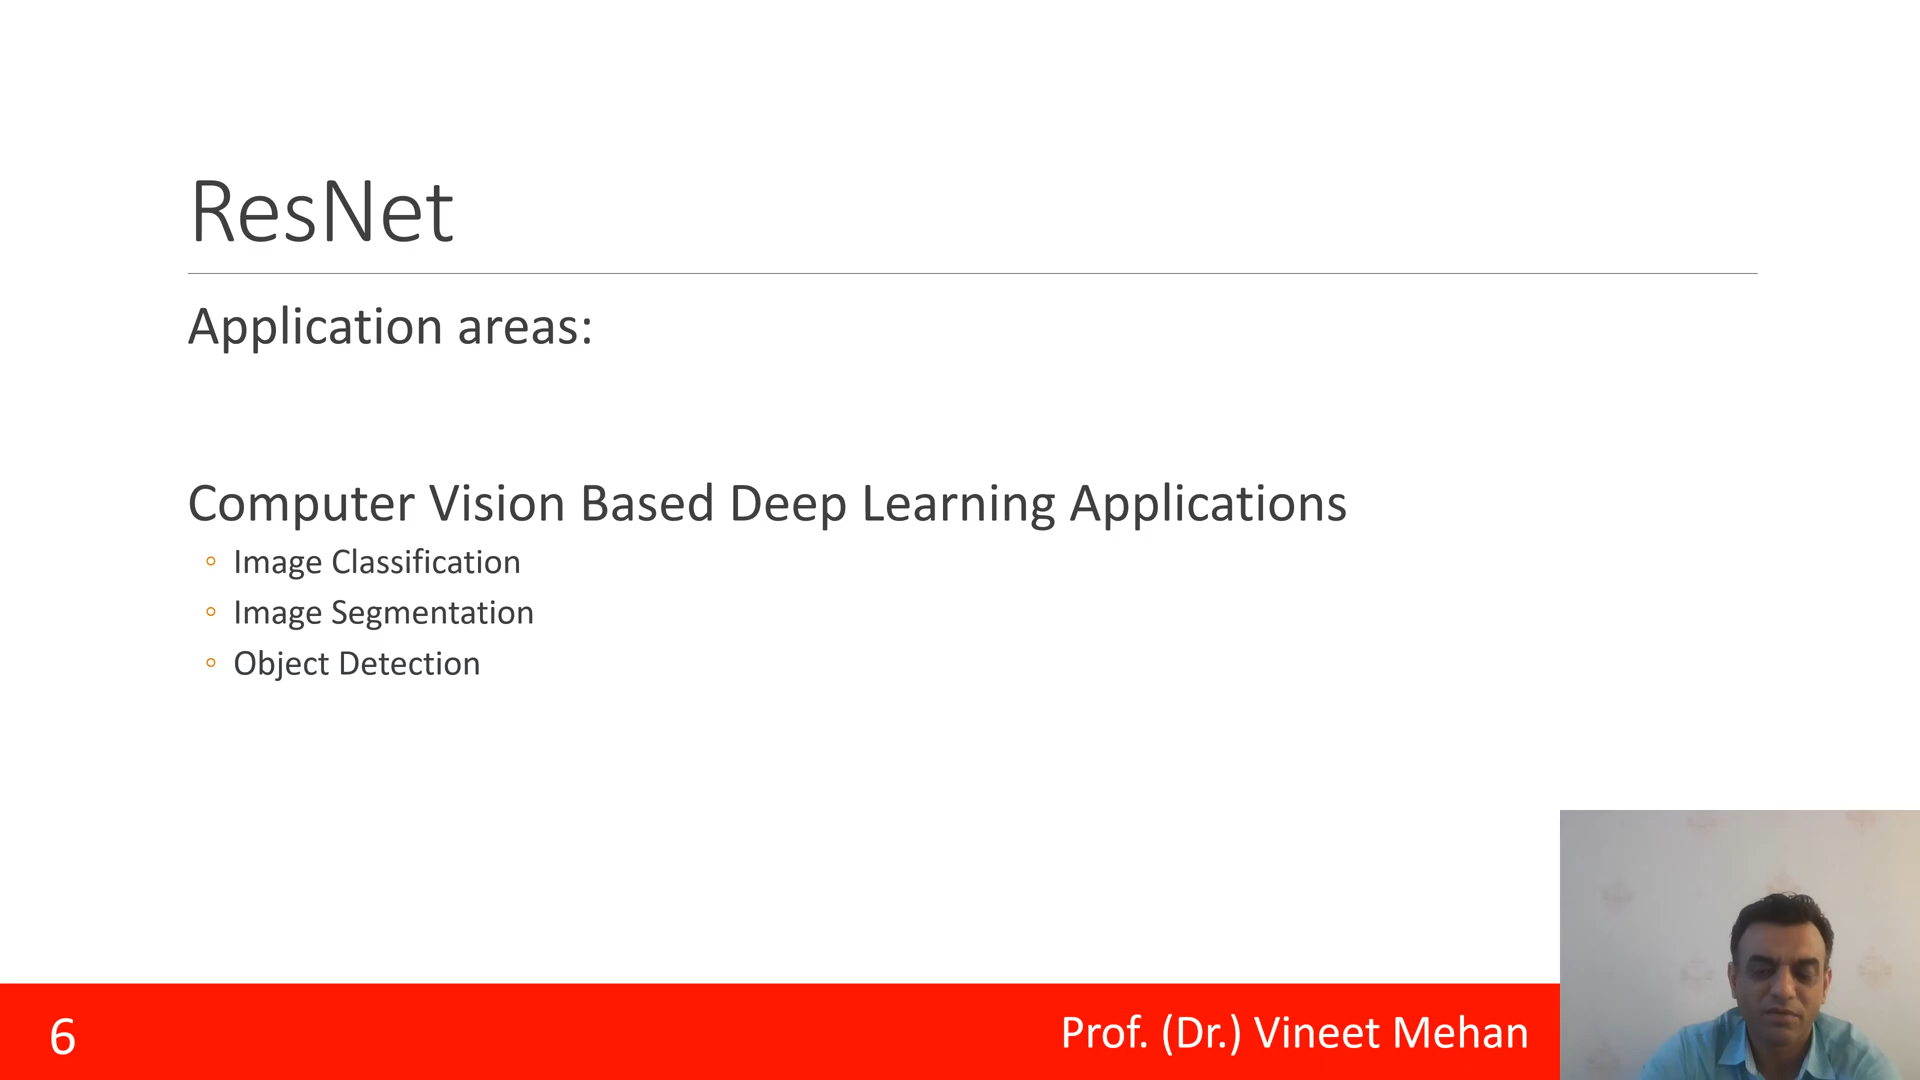 ResNet
Application areas:
Computer Vision Based Deep Learning Applications
◦ Image Classification
◦ Image Segmentation
◦ Object Detection
6
Prof. (Dr.) Vineet Mehan